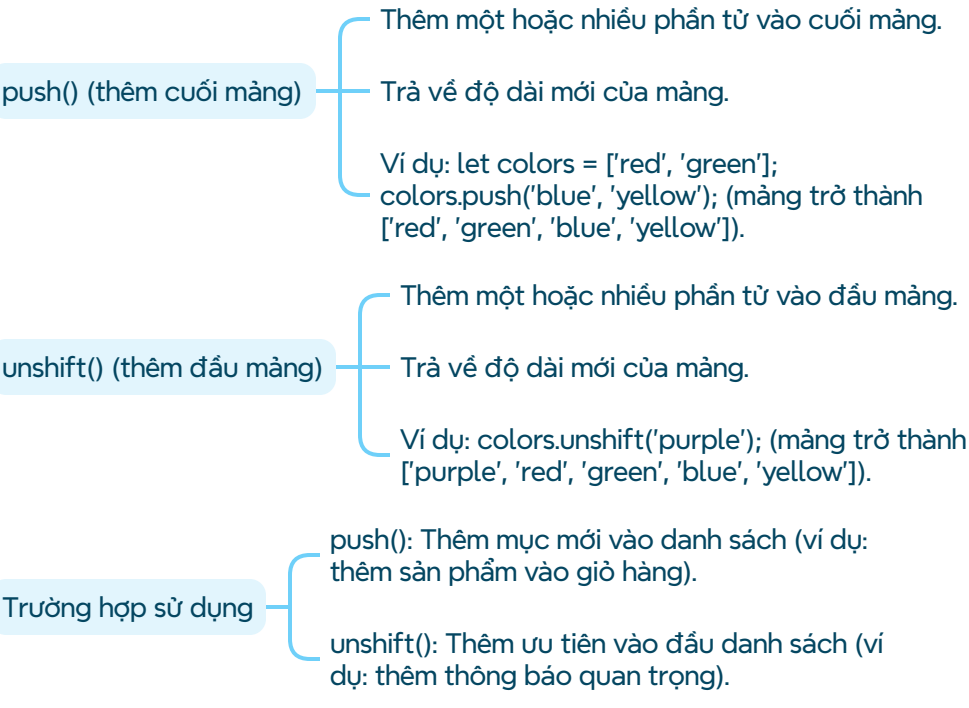 push() (thêm cuối mảng)
Thêm một hoặc nhiều phần tử vào cuối mảng.
Trả về độ dài mới của mảng.
Ví dụ: let colors = ['red', 'green'];
colors.push('blue', 'yellow'); (mảng trở thành
['red', 'green', 'blue', 'yellow']).
unshift() (thêm đầu mảng)
Thêm một hoặc nhiều phần tử vào đầu mảng.
Trả về độ dài mới của mảng.
Ví dụ: colors.unshift('purple'); (mảng trở thành
['purple', 'red', 'green', 'blue', 'yellow']).
Trường hợp sử dụng
push(): Thêm mục mới vào danh sách (ví dụ:
thêm sản phẩm vào giỏ hàng).
unshift(): Thêm ưu tiên vào đầu danh sách (ví
dụ: thêm thông báo quan trọng).